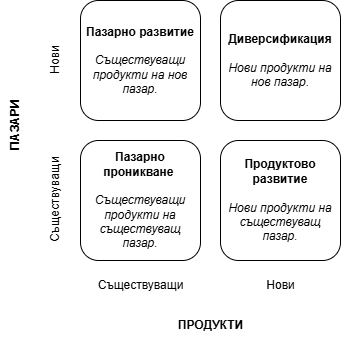 Пазарно развитие
Съществуващи
продукти на нов
пазар.
Диверсификация
Нови продукти на
нов пазар.
Нови
ПАЗАРИ
Пазарно
проникване
Съществуващи
продукти на
съществуващ
пазар.
Продуктово
развитие
Нови продукти на
съществуващ
пазар.
Съществуващи
Съществуващи
Нови
ПРОДУКТИ